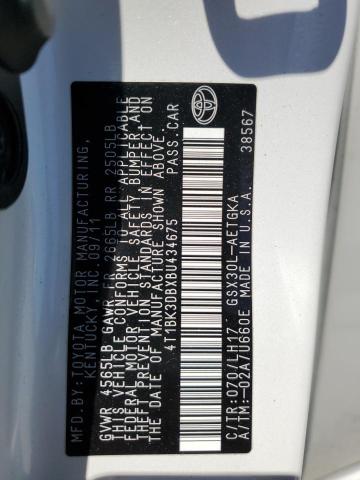 MFD.BY:TOYOTA MOTOR MANUFACTURING,
KENTUCKY, INC.09/11
GVWR 4565LB GAWR FR 2665LB RR 2505LB
THIS VEHICLE CONFORMS TO ALL APPLICABLE
FEDERAL MOTOR VEHICLE SAFETY, BUMPER AND
THEFT PREVENTION STANDARDS IN EFFECT ON
THE DATE OF MANUFACTURE SHOWN ABOVE.
4T1BK3DBXBU434675 PASS.CAR
C/TR:070/LH17 GSX30L-AETGKA
A/TM:-02A/U660E MADE IN U.S.A.
38567